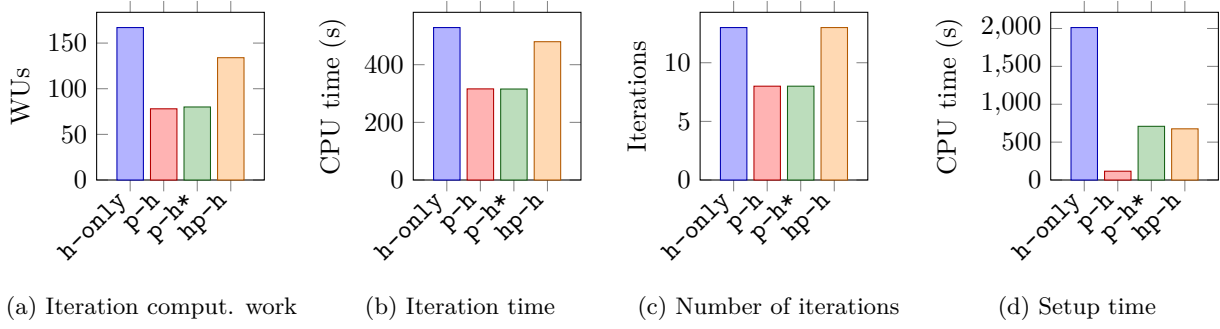 WUs
150
100
50
0
h-only
p-h
p-h*
hp-h
(a) Iteration comput. work
CPU time (s)
400
200
0
h-only
p-h
p-h*
hp-h
(b) Iteration time
Iterations
10
5
0
h-only
p-h
p-h*
hp-h
(c) Number of iterations
CPU time (s)
2,000
1,500
1,000
500
0
h-only
p-h
p-h*
hp-h
(d) Setup time